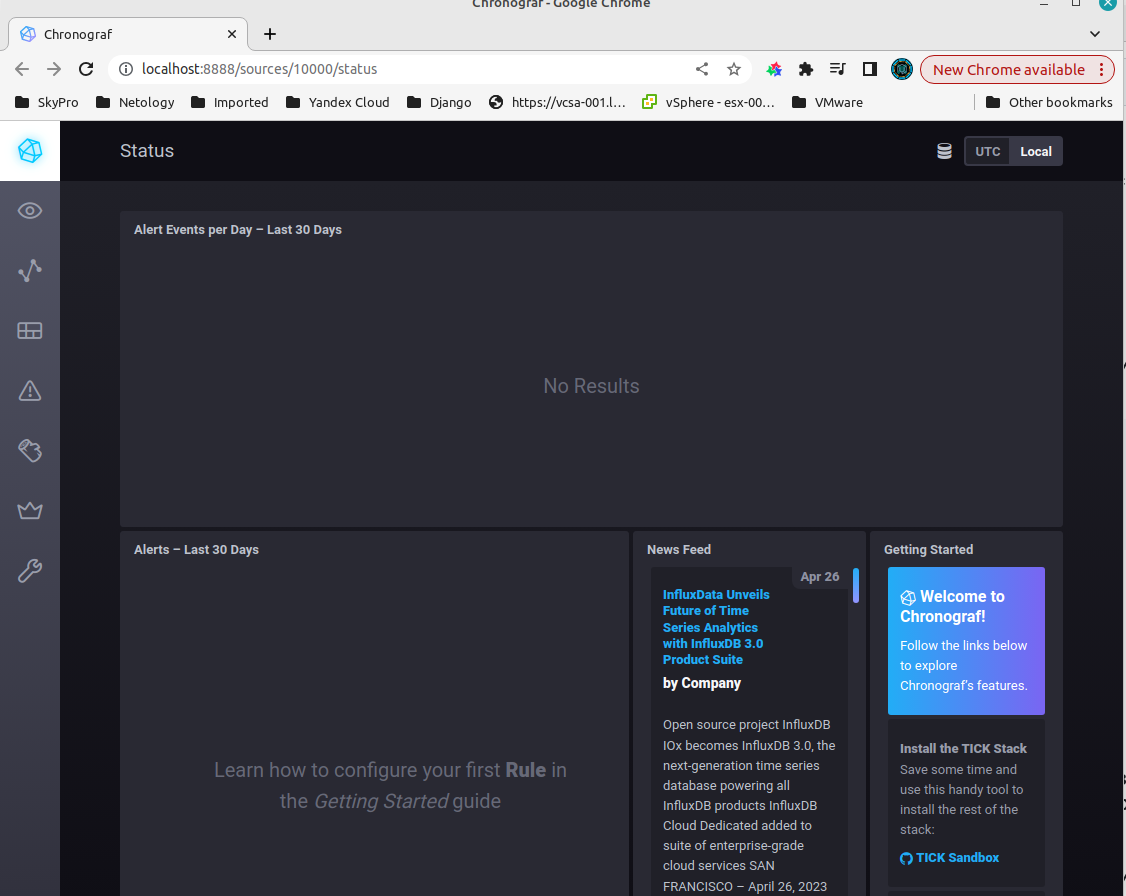 Chronograf - Google Chrome
Chronograf
localhost:8888/sources/10000/status
New Chrome available
SkyPro
Netology
Imported
Yandex Cloud
Django
https://vcsa-001.l...
vSphere - esx-00...
VMware
Other bookmarks
Status
UTC
Local
Alert Events per Day – Last 30 Days
No Results
Alerts – Last 30 Days
Learn how to configure your first Rule in
the Getting Started guide
News Feed
Apr 26
InfluxData Unveils
Future of Time
Series Analytics
with InfluxDB 3.0
Product Suite
by Company
Open source project InfluxDB
IOx becomes InfluxDB 3.0, the
next-generation time series
database powering all
InfluxDB products InfluxDB
Cloud Dedicated added to
suite of enterprise-grade
cloud services SAN
FRANCISCO – April 26, 2023
Getting Started
Welcome to
Chronograf!
Follow the links below
to explore
Chronograf's features.
Install the TICK Stack
Save some time and
use this handy tool to
install the rest of the
stack:
TICK Sandbox